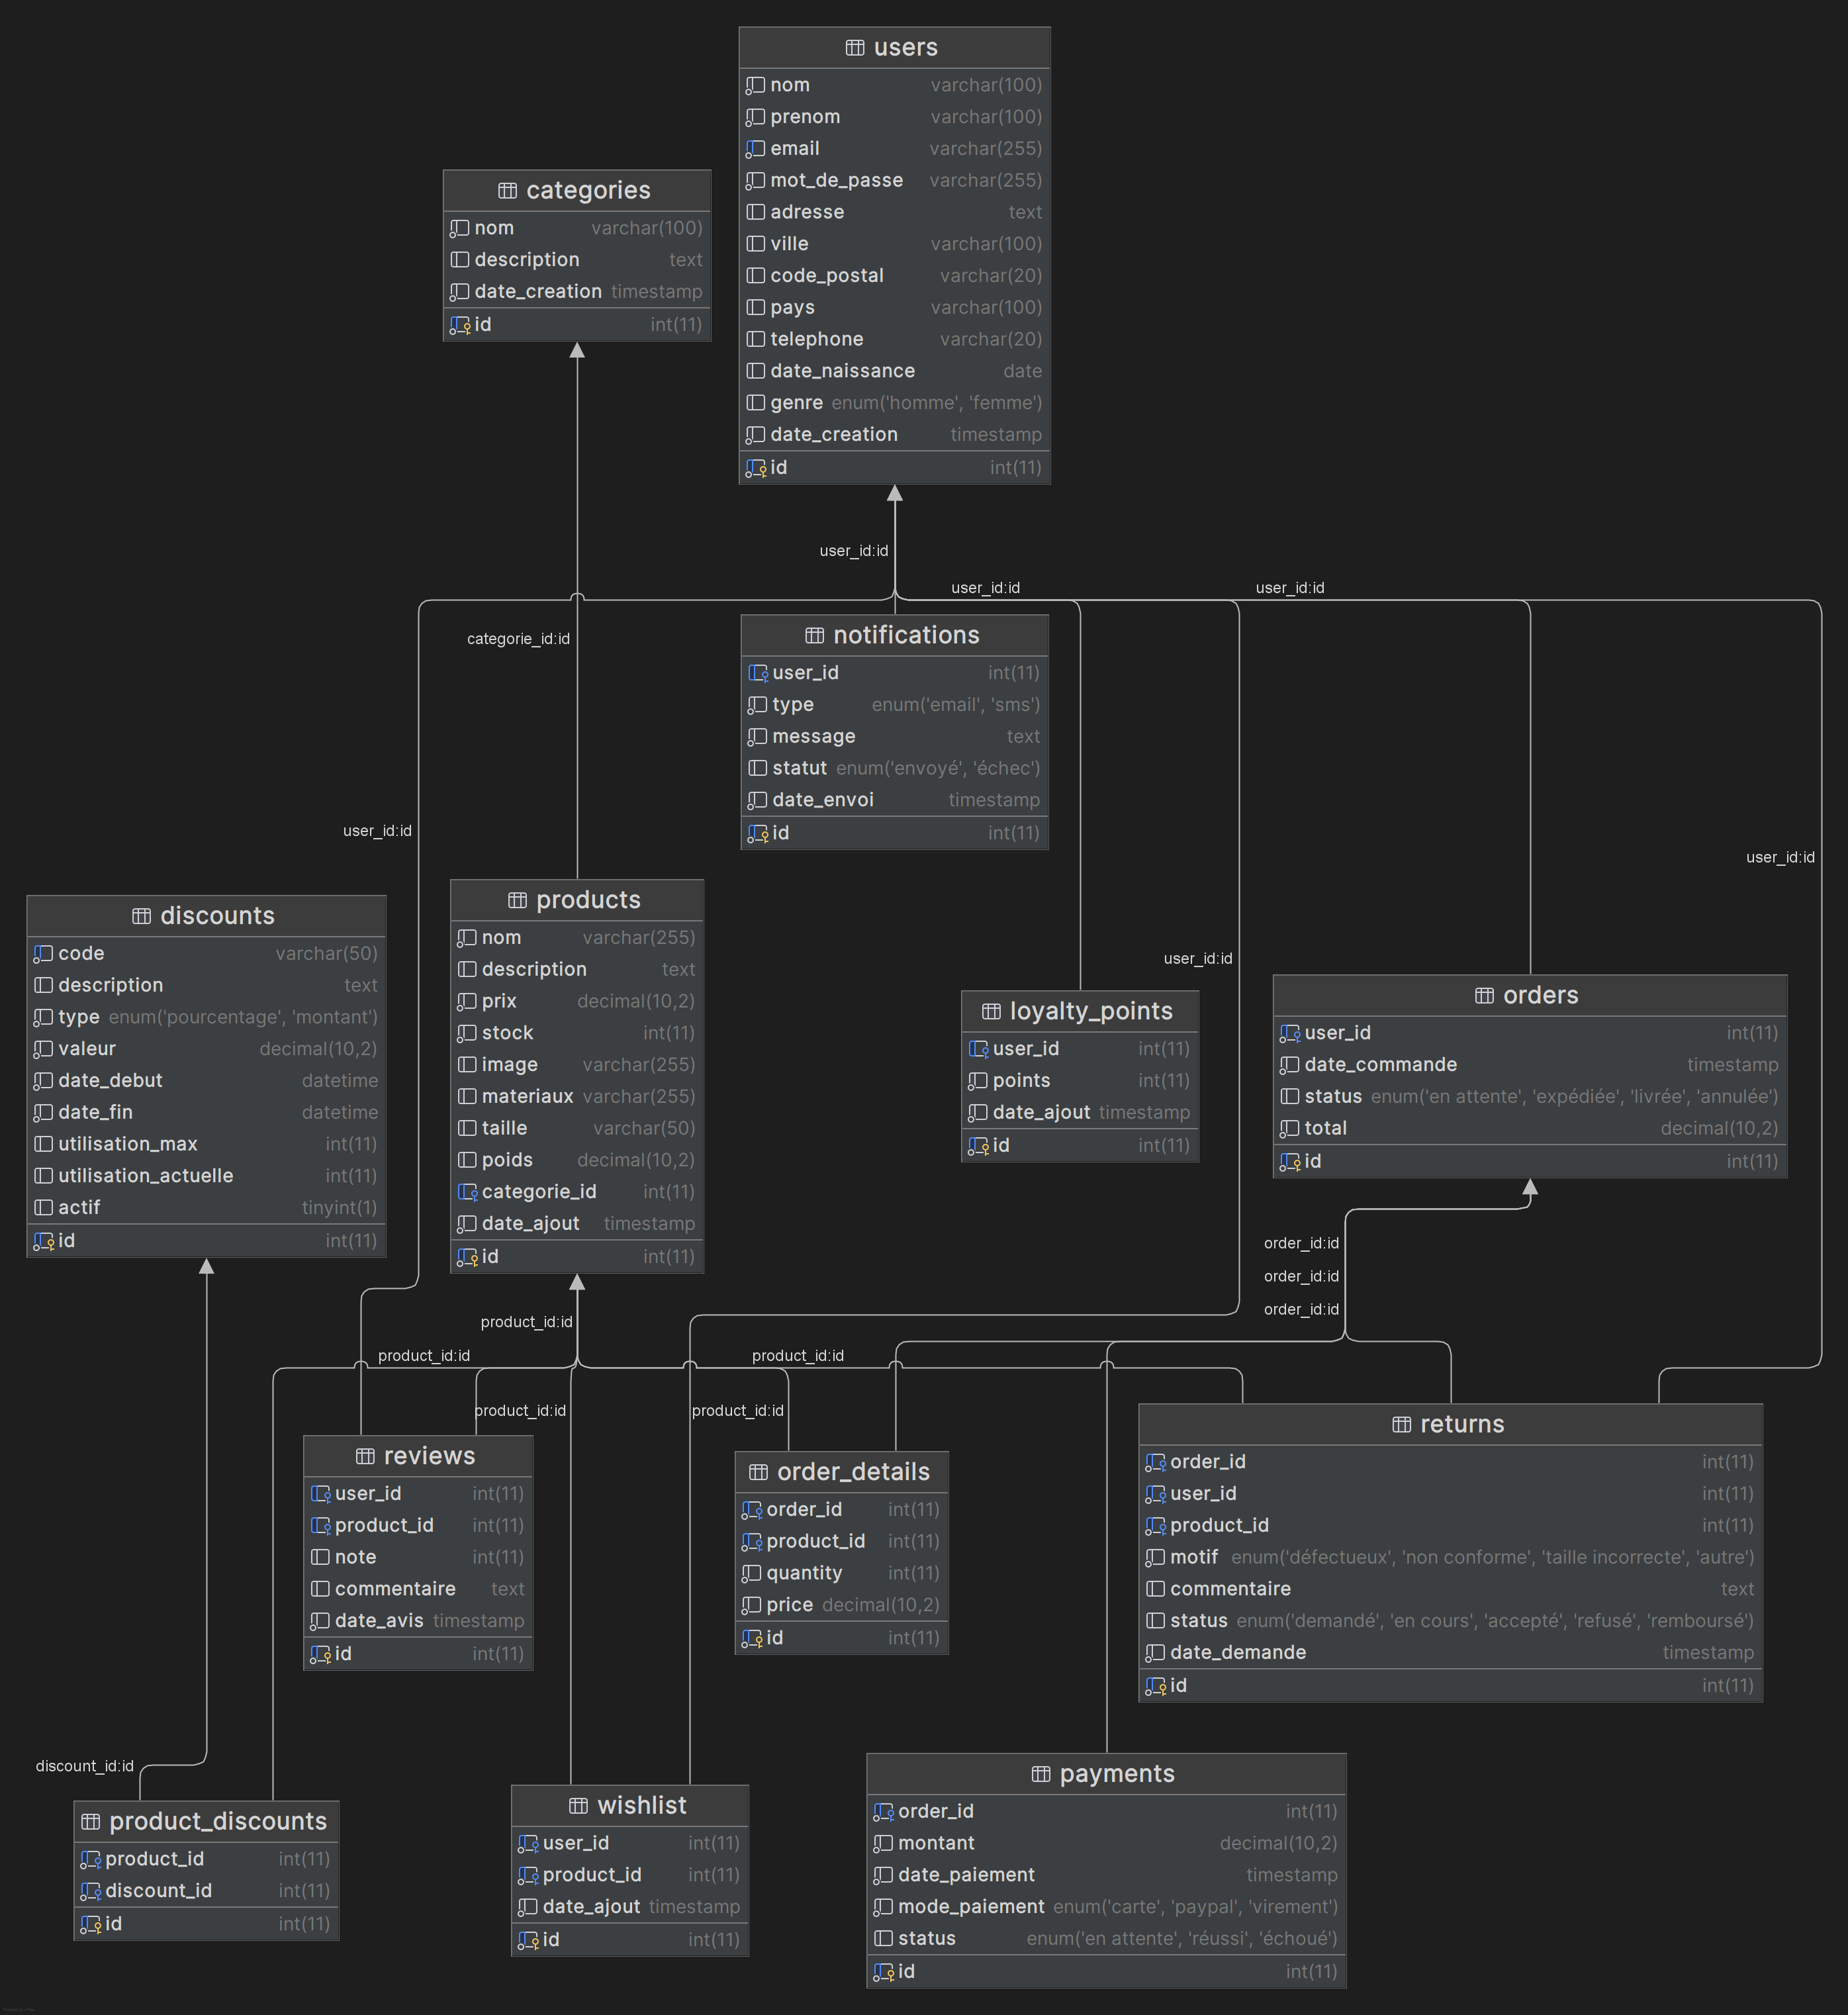 users
nom varchar(100)
prenom varchar(100)
email varchar(255)
mot_de_passe varchar(255)
adresse text
ville varchar(100)
code_postal varchar(20)
pays varchar(100)
telephone varchar(20)
date_naissance date
genre enum('homme', 'femme')
date_creation timestamp
id int(11)
categories
nom varchar(100)
description text
date_creation timestamp
id int(11)
user_id:id
user_id:id
user_id:id
categorie_id:id
notifications
user_id int(11)
type enum('email', 'sms')
message text
statut enum('envoyé', 'échec')
date_envoi timestamp
id int(11)
user_id:id
user_id:id
discounts
code varchar(50)
description text
type enum('pourcentage', 'montant')
valeur decimal(10,2)
date_debut datetime
date_fin datetime
utilisation_max int(11)
utilisation_actuelle int(11)
actif tinyint(1)
id int(11)
products
nom varchar(255)
description text
prix decimal(10,2)
stock int(11)
image varchar(255)
materiaux varchar(255)
taille varchar(50)
poids decimal(10,2)
categorie_id int(11)
date_ajout timestamp
id int(11)
user_id:id
loyalty_points
user_id int(11)
points int(11)
date_ajout timestamp
id int(11)
orders
user_id int(11)
date_commande timestamp
status enum('en attente', 'expédiée', 'livrée', 'annulée')
total decimal(10,2)
id int(11)
order_id:id
order_id:id
order_id:id
product_id:id
product_id:id
product_id:id
product_id:id
product_id:id
reviews
user_id int(11)
product_id int(11)
note int(11)
commentaire text
date_avis timestamp
id int(11)
order_details
order_id int(11)
product_id int(11)
quantity int(11)
price decimal(10,2)
id int(11)
returns
order_id int(11)
user_id int(11)
product_id int(11)
motif enum('défectueux', 'non conforme', 'taille incorrecte', 'autre')
commentaire text
status enum('demandé', 'en cours', 'accepté', 'refusé', 'remboursé')
date_demande timestamp
id int(11)
discount_id:id
product_discounts
product_id int(11)
discount_id int(11)
id int(11)
wishlist
user_id int(11)
product_id int(11)
date_ajout timestamp
id int(11)
payments
order_id int(11)
montant decimal(10,2)
date_paiement timestamp
mode_paiement enum('carte', 'paypal', 'virement')
status enum('en attente', 'réussi', 'échoué')
id int(11)